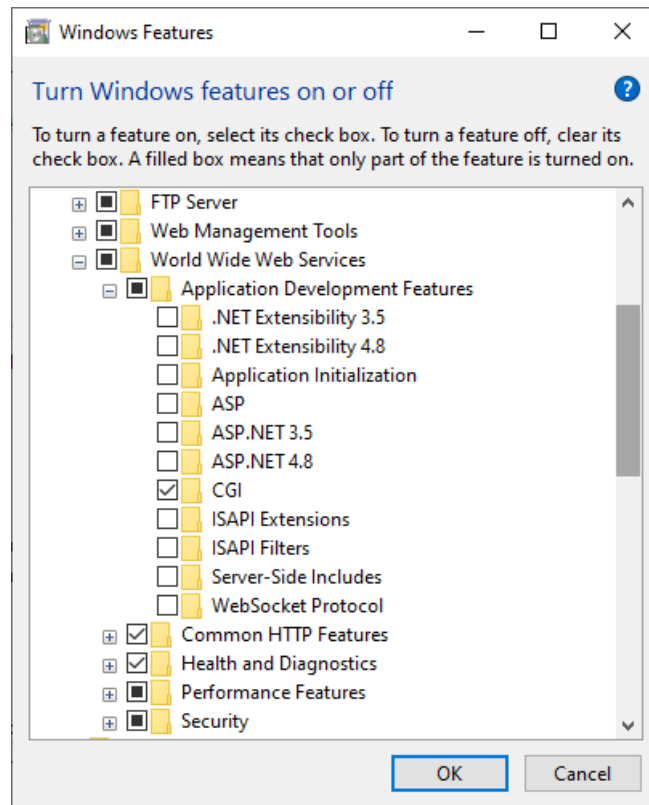 Windows Features
Turn Windows features on or off
?
To turn a feature on, select its check box. To turn a feature off, clear its
check box. A filled box means that only part of the feature is turned on.
FTP Server
Web Management Tools
World Wide Web Services
Application Development Features
.NET Extensibility 3.5
.NET Extensibility 4.8
Application Initialization
ASP
ASP.NET 3.5
ASP.NET 4.8
CGI
ISAPI Extensions
ISAPI Filters
Server-Side Includes
WebSocket Protocol
Common HTTP Features
Health and Diagnostics
Performance Features
Security
OK Cancel